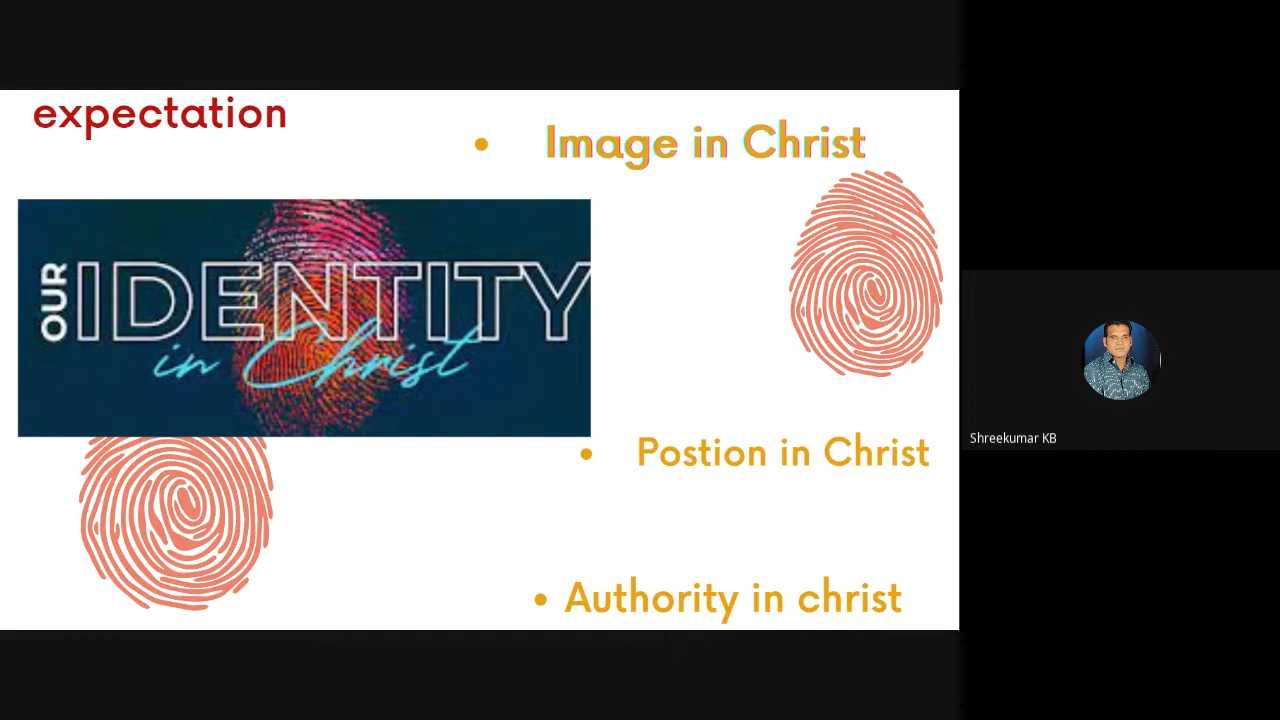 expectation
• Image in Christ
OUR IDENTITY
in Christ
• Postion in Christ
• Authority in christ
Shreekumar KB